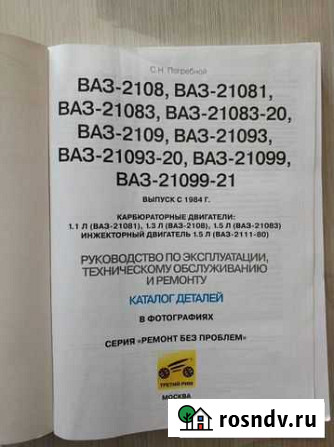 С.Н. Погребной
ВАЗ-2108, ВАЗ-21081,
ВАЗ-21083, ВАЗ-21083-20,
ВАЗ-2109, ВАЗ-21093,
ВАЗ-21093-20, ВАЗ-21099,
ВАЗ-21099-21
ВЫПУСК С 1984 Г.
КАРБЮРАТОРНЫЕ ДВИГАТЕЛИ:
1.1 Л (ВАЗ-21081), 1.3 Л (ВАЗ-2108), 1.5 Л (ВАЗ-21083)
ИНЖЕКТОРНЫЙ ДВИГАТЕЛЬ 1.5 Л (ВАЗ-2111-80)
РУКОВОДСТВО ПО ЭКСПЛУАТАЦИИ,
ТЕХНИЧЕСКОМУ ОБСЛУЖИВАНИЮ
И РЕМОНТУ
КАТАЛОГ ДЕТАЛЕЙ
В ФОТОГРАФИЯХ
СЕРИЯ «РЕМОНТ БЕЗ ПРОБЛЕМ»
ТРЕТИЙ РИМ
МОСКВА
rosndv.ru